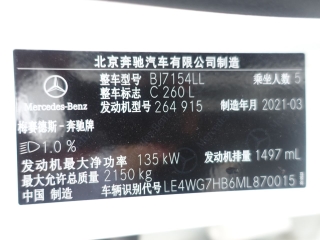 北京奔驰汽车有限公司制造
整车型号 BJ7154LL 乘坐人数 5
整车标志 C 260 L
Mercedes-Benz 发动机型号 264 915 制造年月 2021-03
梅赛德斯-奔驰牌
1.0 %
发动机最大净功率 135 kW 发动机排量 1497 mL
最大允许总质量 2150 kg
中国 制造 车辆识别代号 LE4WG7HB6ML870015